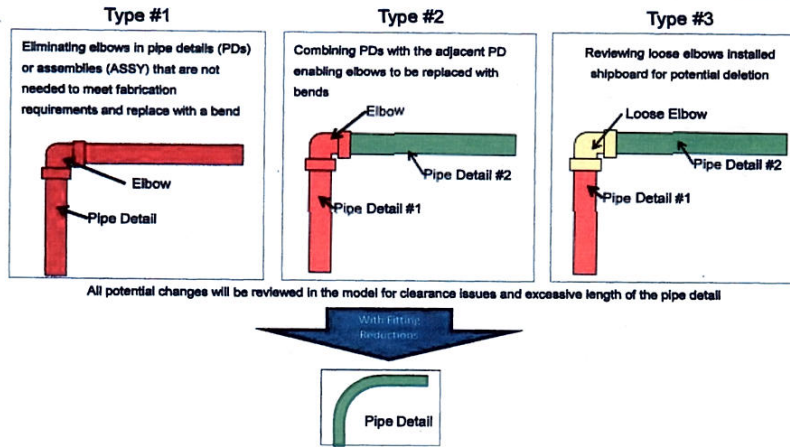 Type #1
Eliminating elbows in pipe details (PDs)
or assemblies (ASSY) that are not
needed to meet fabrication
requirements and replace with a bend
Elbow
Pipe Detail
Type #2
Combining PDs with the adjacent PD
enabling elbows to be replaced with
bends
Elbow
Pipe Detail #2
Pipe Detail #1
Type #3
Reviewing loose elbows installed
shipboard for potential deletion
Loose Elbow
Pipe Detail #2
Pipe Detail #1
All potential changes will be reviewed in the model for clearance issues and excessive length of the pipe detail
With Fitting
Reductions
Pipe Detail